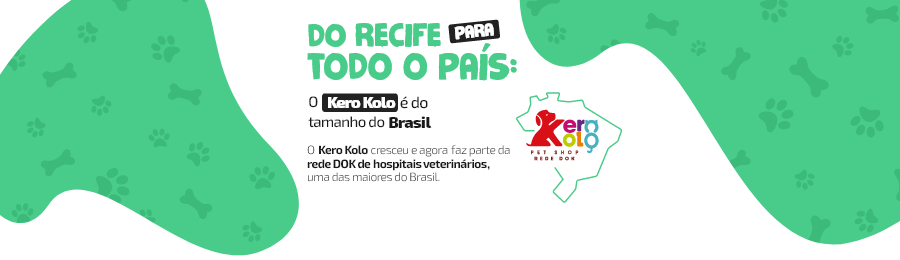 DO RECIFE PARA
TODO O PAÍS:
O Kero Kolo é do
tamanho do Brasil
O Kero Kolo cresceu e agora faz parte da
rede DOK de hospitais veterinários,
uma das maiores do Brasil.
Kero
Kolo
PET SHOP
REDE DOK